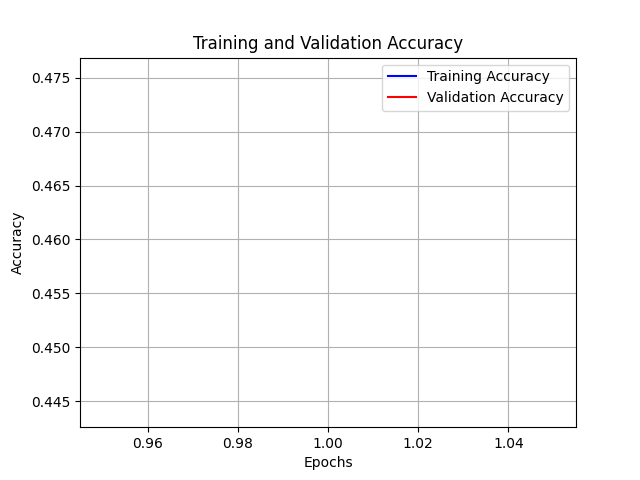 Training and Validation Accuracy
Training Accuracy
Validation Accuracy
0.475
0.470
0.465
0.460
0.455
0.450
0.445
Accuracy
0.96 0.98 1.00 1.02 1.04
Epochs